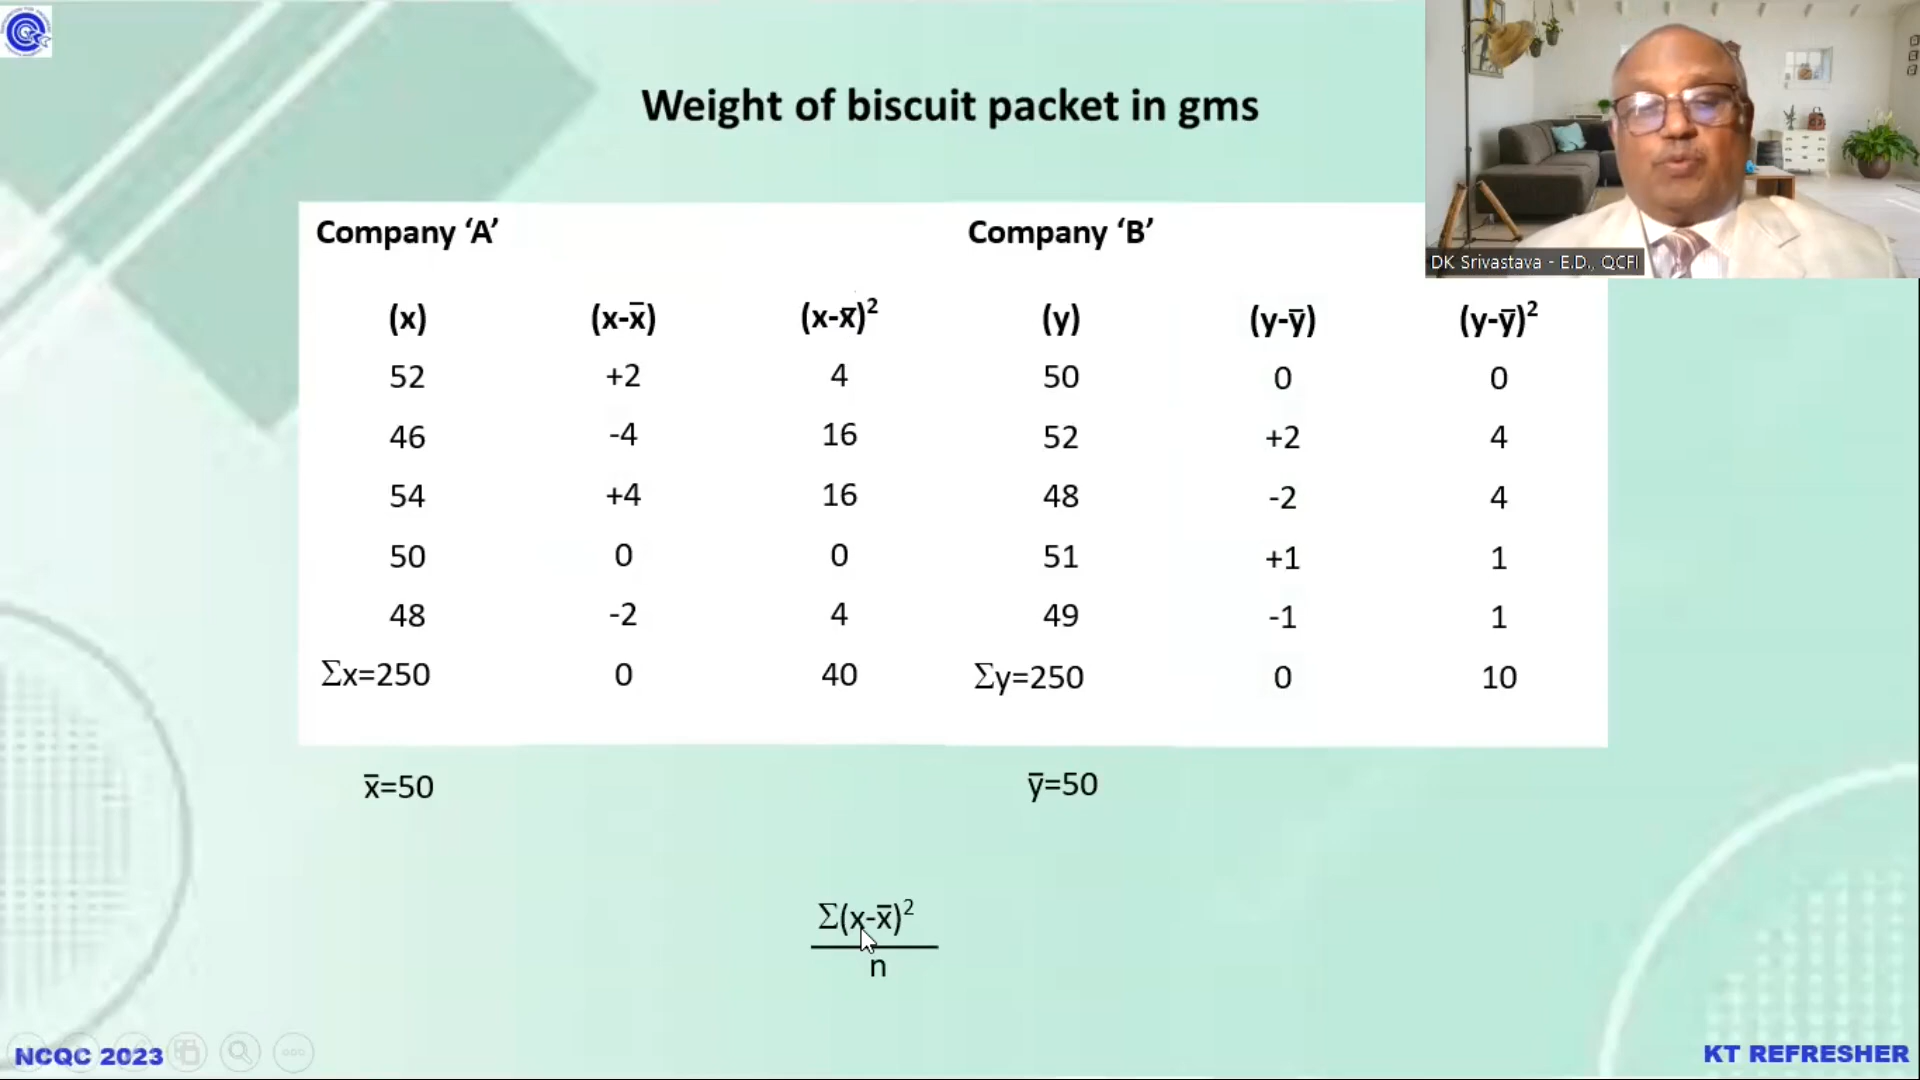 Weight of biscuit packet in gms
DK Srivastava - E.D., QCFI
Company ‘A’ Company ‘B’
(x) (x-x̅) (x-x̅)² (y) (y-y̅) (y-y̅)²
52 +2 4 50 0 0
46 -4 16 52 +2 4
54 +4 16 48 -2 4
50 0 0 51 +1 1
48 -2 4 49 -1 1
Σx=250 0 40 Σy=250 0 10
x̅=50 y̅=50
Σ(x-x̅)²
n
NCQC 2023 KT REFRESHER